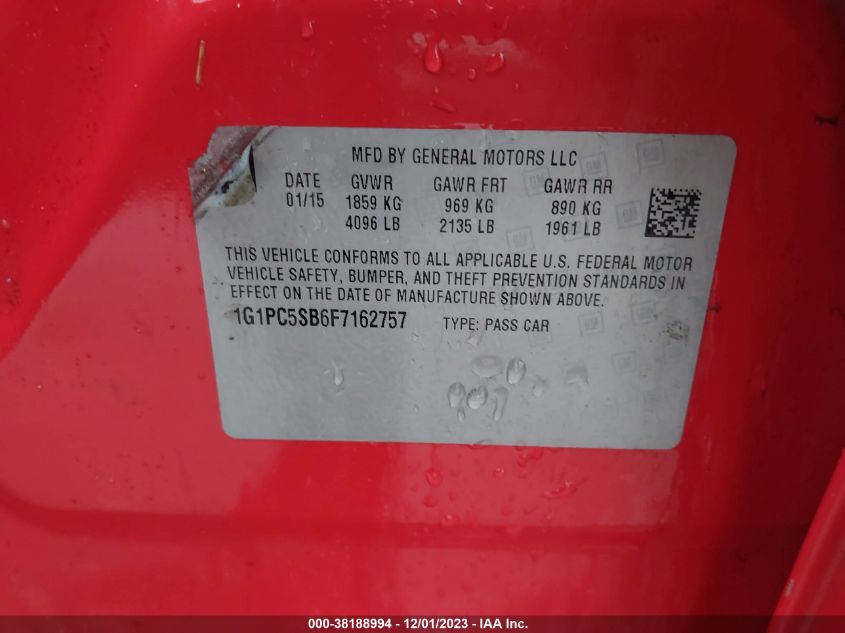 MFD BY GENERAL MOTORS LLC
DATE GVWR GAWR FRT GAWR RR
01/15 1859 KG 969 KG 890 KG
4096 LB 2135 LB 1961 LB
THIS VEHICLE CONFORMS TO ALL APPLICABLE U.S. FEDERAL MOTOR
VEHICLE SAFETY, BUMPER, AND THEFT PREVENTION STANDARDS IN
EFFECT ON THE DATE OF MANUFACTURE SHOWN ABOVE.
1G1PC5SB6F7162757 TYPE: PASS CAR
000-38188994 - 12/01/2023 - IAA Inc.